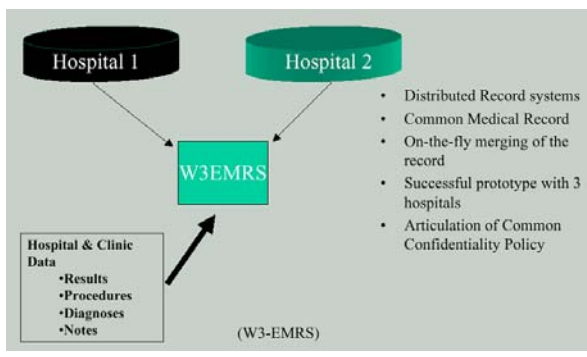 Hospital 1
Hospital 2
W3EMRS
• Distributed Record systems
• Common Medical Record
• On-the-fly merging of the
record
• Successful prototype with 3
hospitals
• Articulation of Common
Confidentiality Policy
Hospital & Clinic
Data
•Results
•Procedures
•Diagnoses
•Notes
(W3-EMRS)